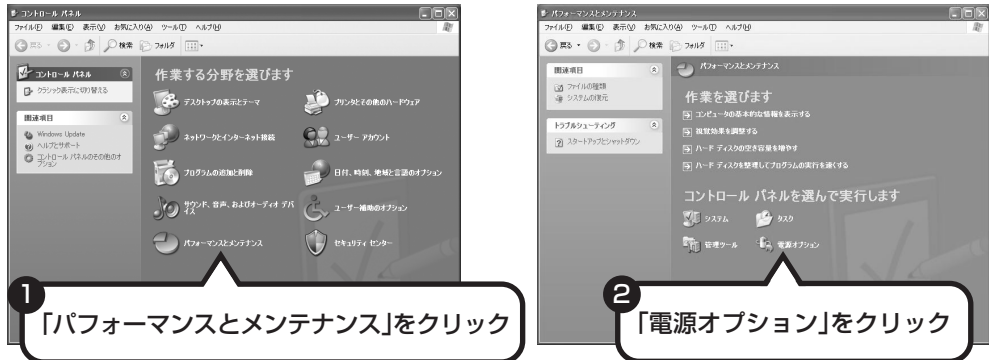 コントロール パネル
ファイル(F) 編集(E) 表示(V) お気に入り(A) ツール(T) ヘルプ(H)
戻る 検索 フォルダ
コントロール パネル
クラシック表示に切り替える
関連項目
Windows Update
ヘルプとサポート
コントロール パネルのその他のオ
プション
作業する分野を選びます
デスクトップの表示とテーマ
プリンタとその他のハードウェア
ネットワークとインターネット接続
ユーザー アカウント
プログラムの追加と削除
日付、時刻、地域と言語のオプション
サウンド、音声、およびオーディオ デバ
イス
ユーザー補助のオプション
パフォーマンスとメンテナンス
セキュリティ センター
1
「パフォーマンスとメンテナンス」をクリック
パフォーマンスとメンテナンス
ファイル(F) 編集(E) 表示(V) お気に入り(A) ツール(T) ヘルプ(H)
戻る 検索 フォルダ
関連項目
ファイルの種類
システムの復元
トラブルシューティング
スタートアップとシャットダウン
パフォーマンスとメンテナンス
作業を選びます
コンピュータの基本的な情報を表示する
視覚効果を調整する
ハード ディスクの空き容量を増やす
ハード ディスクを整理してプログラムの実行を速くする
コントロール パネルを選んで実行します
システム タスク
管理ツール 電源オプション
2
「電源オプション」をクリック